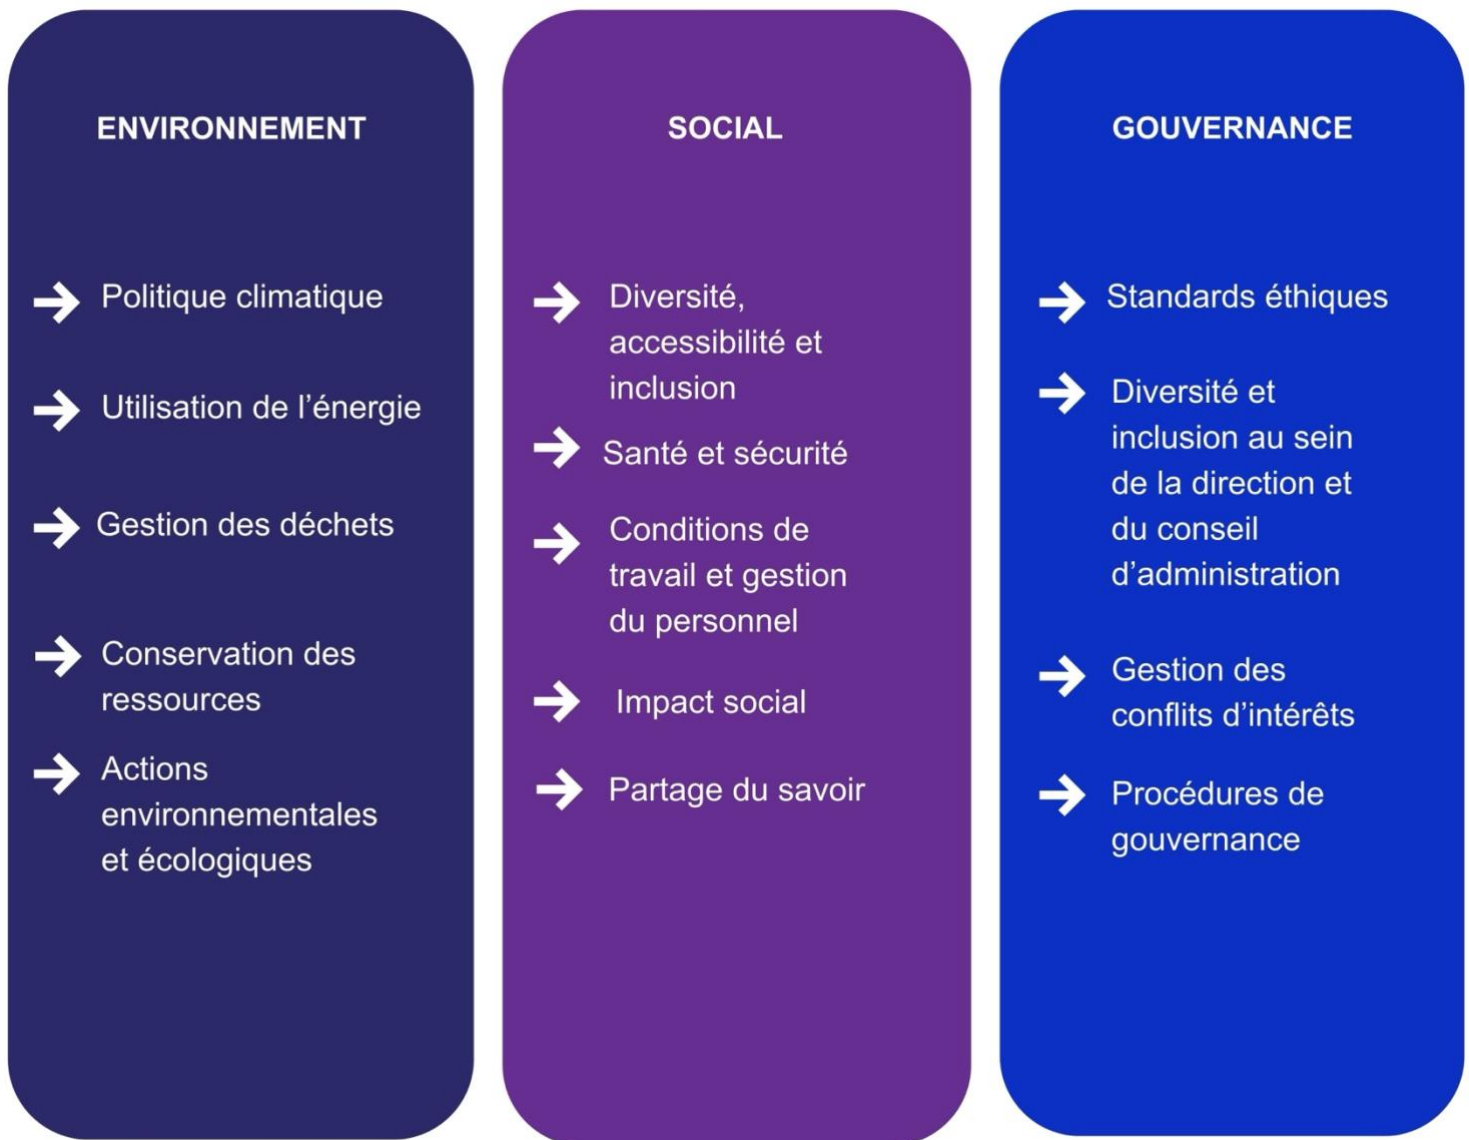 ENVIRONNEMENT
Politique climatique
Utilisation de l’énergie
Gestion des déchets
Conservation des
ressources
Actions
environnementales
et écologiques
SOCIAL
Diversité,
accessibilité et
inclusion
Santé et sécurité
Conditions de
travail et gestion
du personnel
Impact social
Partage du savoir
GOUVERNANCE
Standards éthiques
Diversité et
inclusion au sein
de la direction et
du conseil
d’administration
Gestion des
conflits d’intérêts
Procédures de
gouvernance